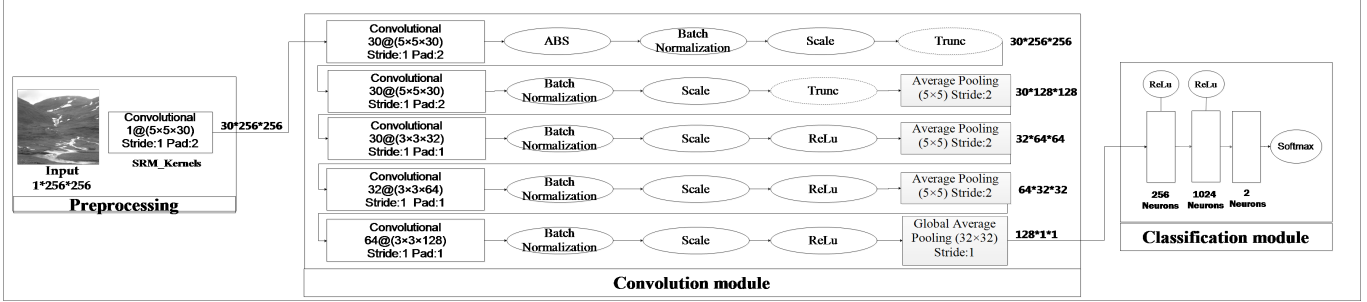 Input
1*256*256
Convolutional
1@(5×5×30)
Stride:1 Pad:2
SRM_Kernels
30*256*256
Preprocessing
Convolutional
30@(5×5×30)
Stride:1 Pad:2
ABS
Batch
Normalization
Scale
Trunc
30*256*256
Convolutional
30@(5×5×30)
Stride:1 Pad:2
Batch
Normalization
Scale
Trunc
Average Pooling
(5×5) Stride:2
30*128*128
Convolutional
30@(3×3×32)
Stride:1 Pad:1
Batch
Normalization
Scale
ReLu
Average Pooling
(5×5) Stride:2
32*64*64
Convolutional
32@(3×3×64)
Stride:1 Pad:1
Batch
Normalization
Scale
ReLu
Average Pooling
(5×5) Stride:2
64*32*32
Convolutional
64@(3×3×128)
Stride:1 Pad:1
Batch
Normalization
Scale
ReLu
Global Average
Pooling (32×32)
Stride:1
128*1*1
Convolution module
ReLu
ReLu
256
Neurons
1024
Neurons
2
Neurons
Softmax
Classification module